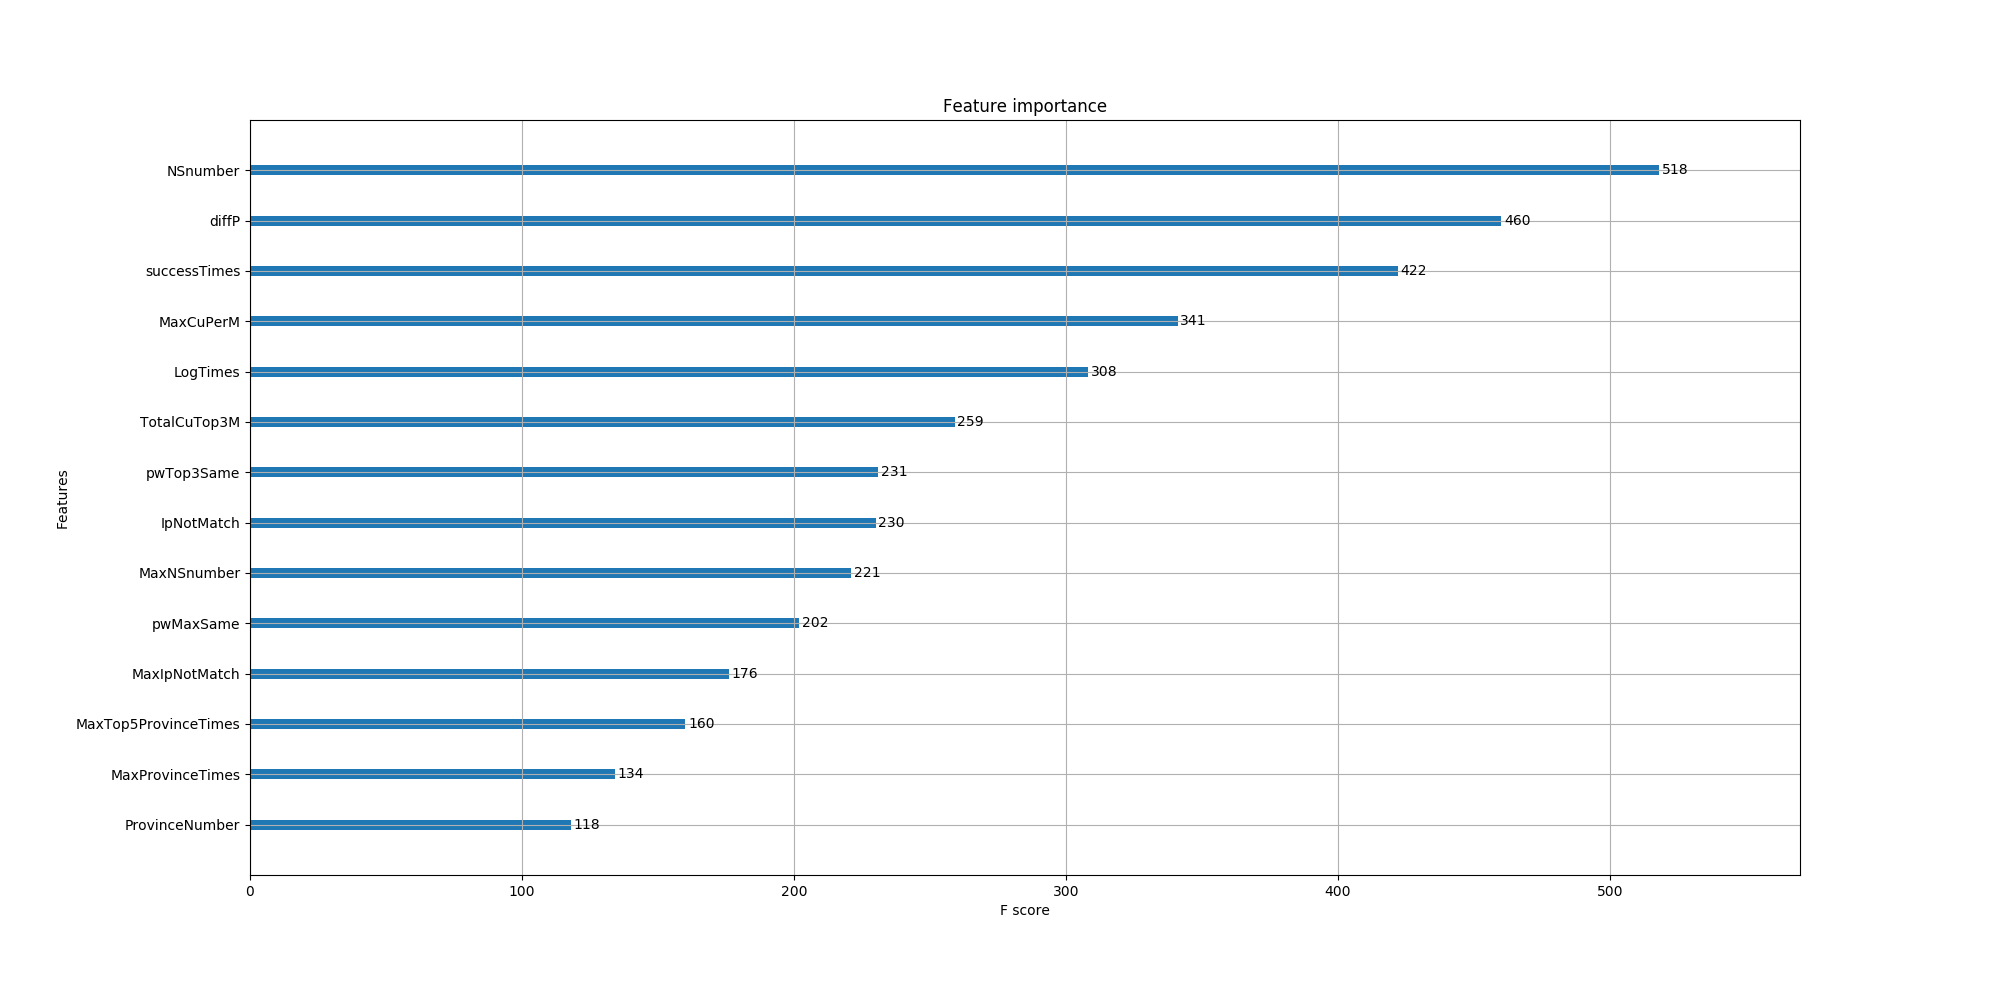 Feature importance
NSnumber 518
diffP 460
successTimes 422
MaxCuPerM 341
LogTimes 308
TotalCuTop3M 259
pwTop3Same 231
IpNotMatch 230
MaxNSnumber 221
pwMaxSame 202
MaxIpNotMatch 176
MaxTop5ProvinceTimes 160
MaxProvinceTimes 134
ProvinceNumber 118
Features
0 100 200 300 400 500
F score